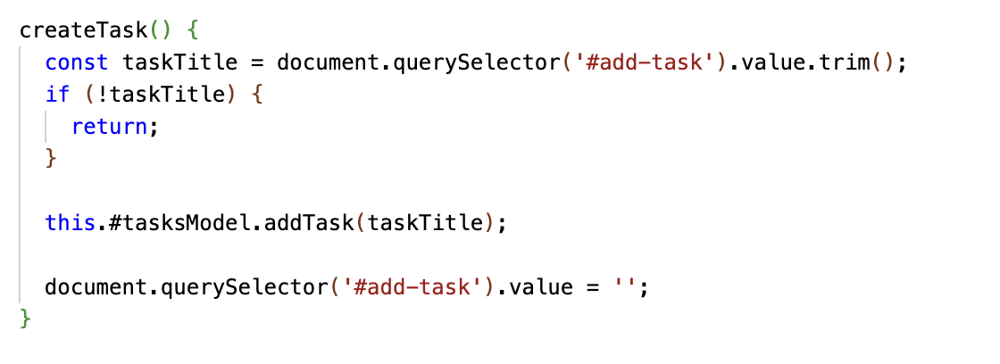 createTask() {
  const taskTitle = document.querySelector('#add-task').value.trim();
  if (!taskTitle) {
    return;
  }

  this.#tasksModel.addTask(taskTitle);

  document.querySelector('#add-task').value = '';
}